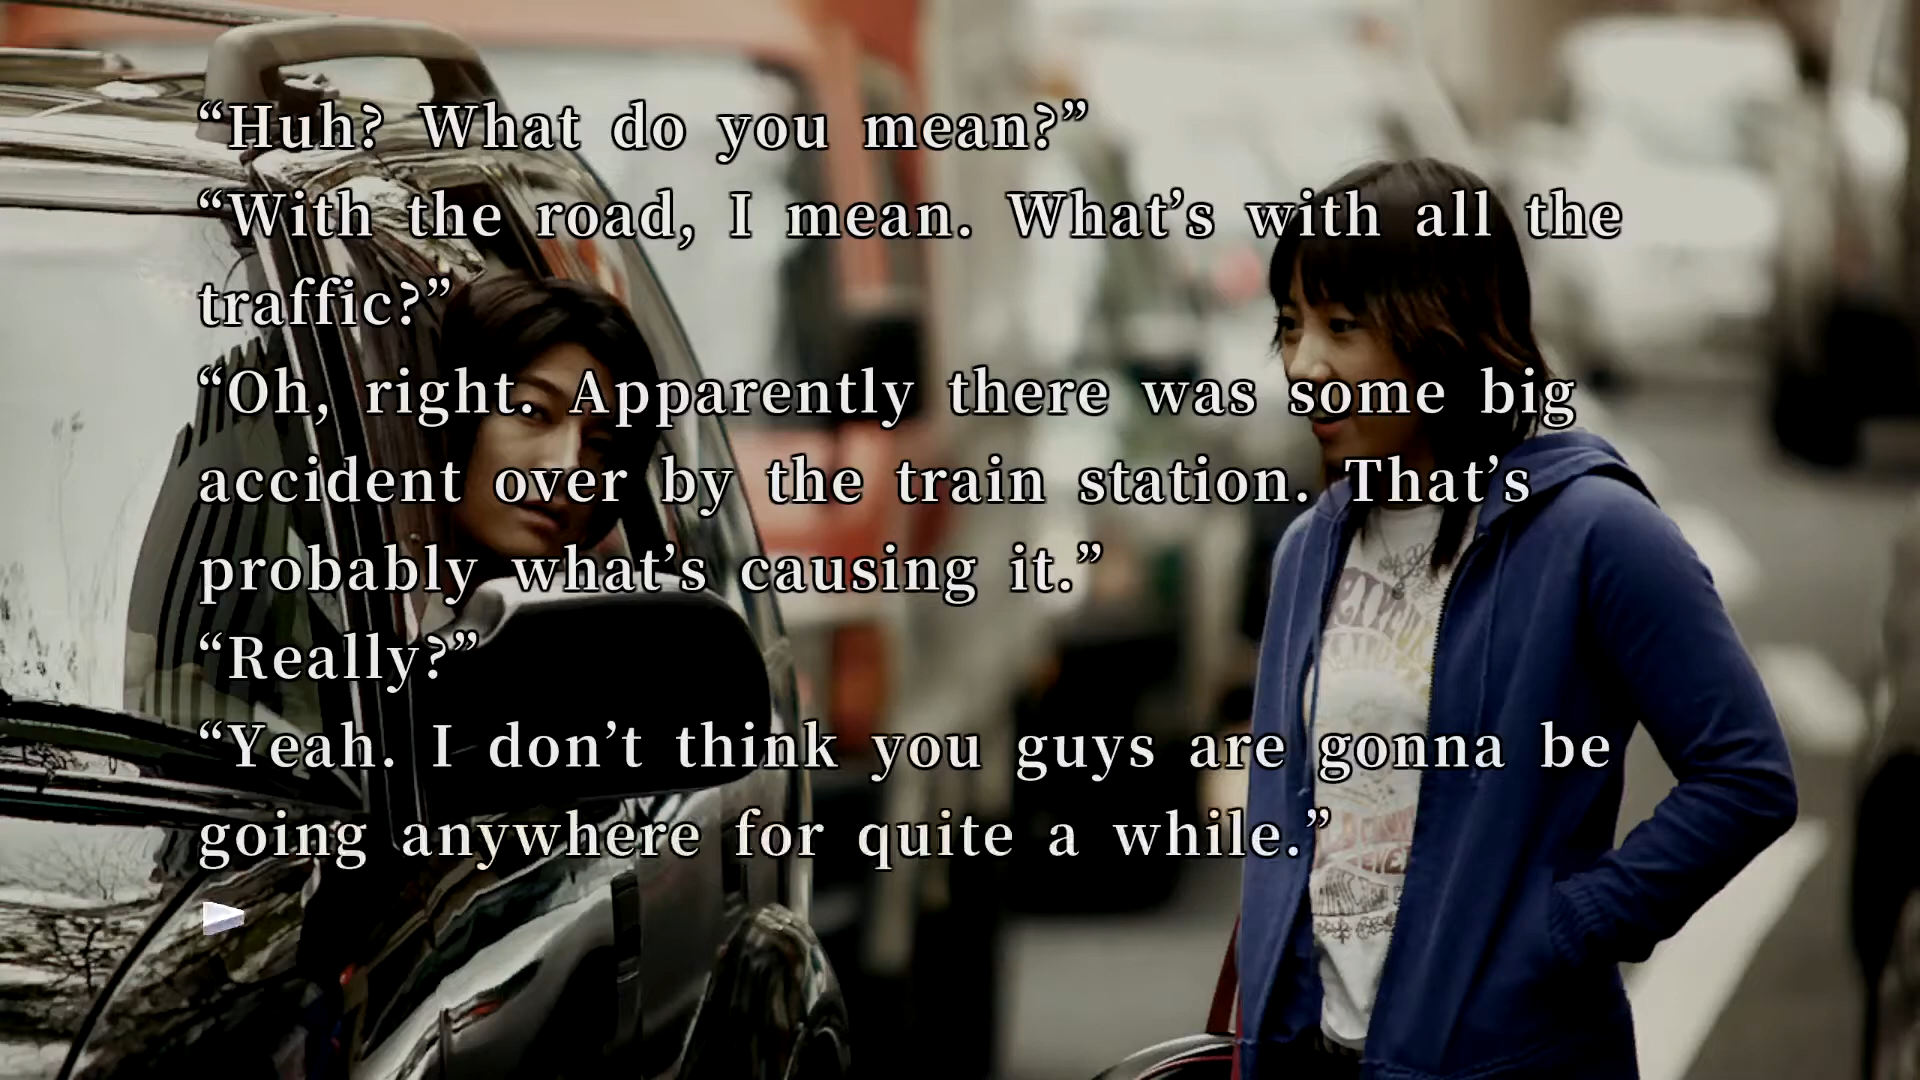 “Huh? What do you mean?”
“With the road, I mean. What’s with all the
traffic?”
“Oh, right. Apparently there was some big
accident over by the train station. That’s
probably what’s causing it.”
“Really?”
“Yeah. I don’t think you guys are gonna be
going anywhere for quite a while.”